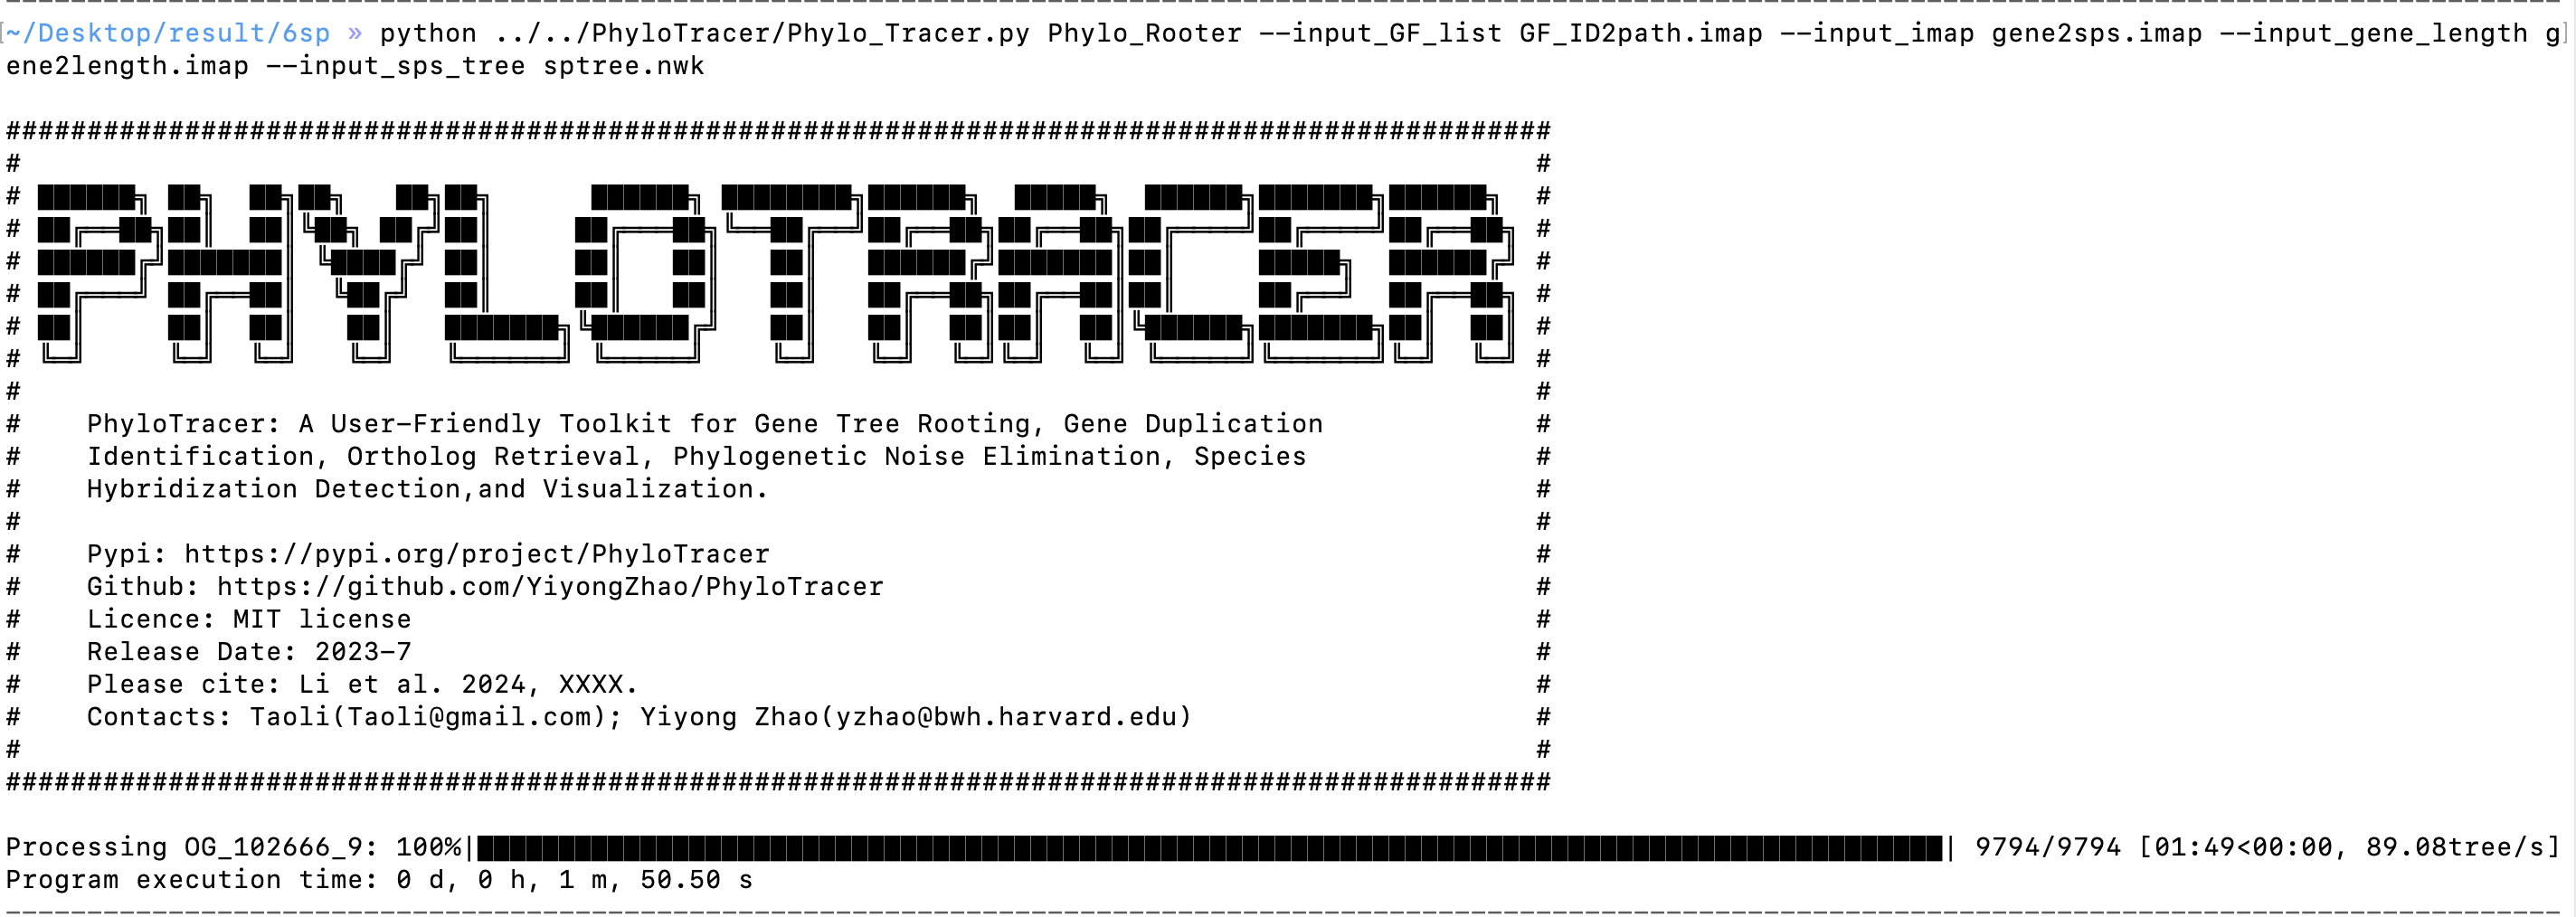 ~/Desktop/result/6sp » python ../../PhyloTracer/Phylo_Tracer.py Phylo_Rooter --input_GF_list GF_ID2path.imap --input_imap gene2sps.imap --input_gene_length g
ene2length.imap --input_sps_tree sptree.nwk
###############################################################################################
PHYLOTRACER
# PhyloTracer: A User-Friendly Toolkit for Gene Tree Rooting, Gene Duplication #
# Identification, Ortholog Retrieval, Phylogenetic Noise Elimination, Species #
# Hybridization Detection,and Visualization. #
# #
# Pypi: https://pypi.org/project/PhyloTracer #
# Github: https://github.com/YiyongZhao/PhyloTracer #
# Licence: MIT license #
# Release Date: 2023-7 #
# Please cite: Li et al. 2024, XXXX. #
# Contacts: Taoli(Taoli@gmail.com); Yiyong Zhao(yzhao@bwh.harvard.edu) #
# #
###############################################################################################
Processing OG_102666_9: 100%|██████████| 9794/9794 [01:49<00:00, 89.08tree/s]
Program execution time: 0 d, 0 h, 1 m, 50.50 s